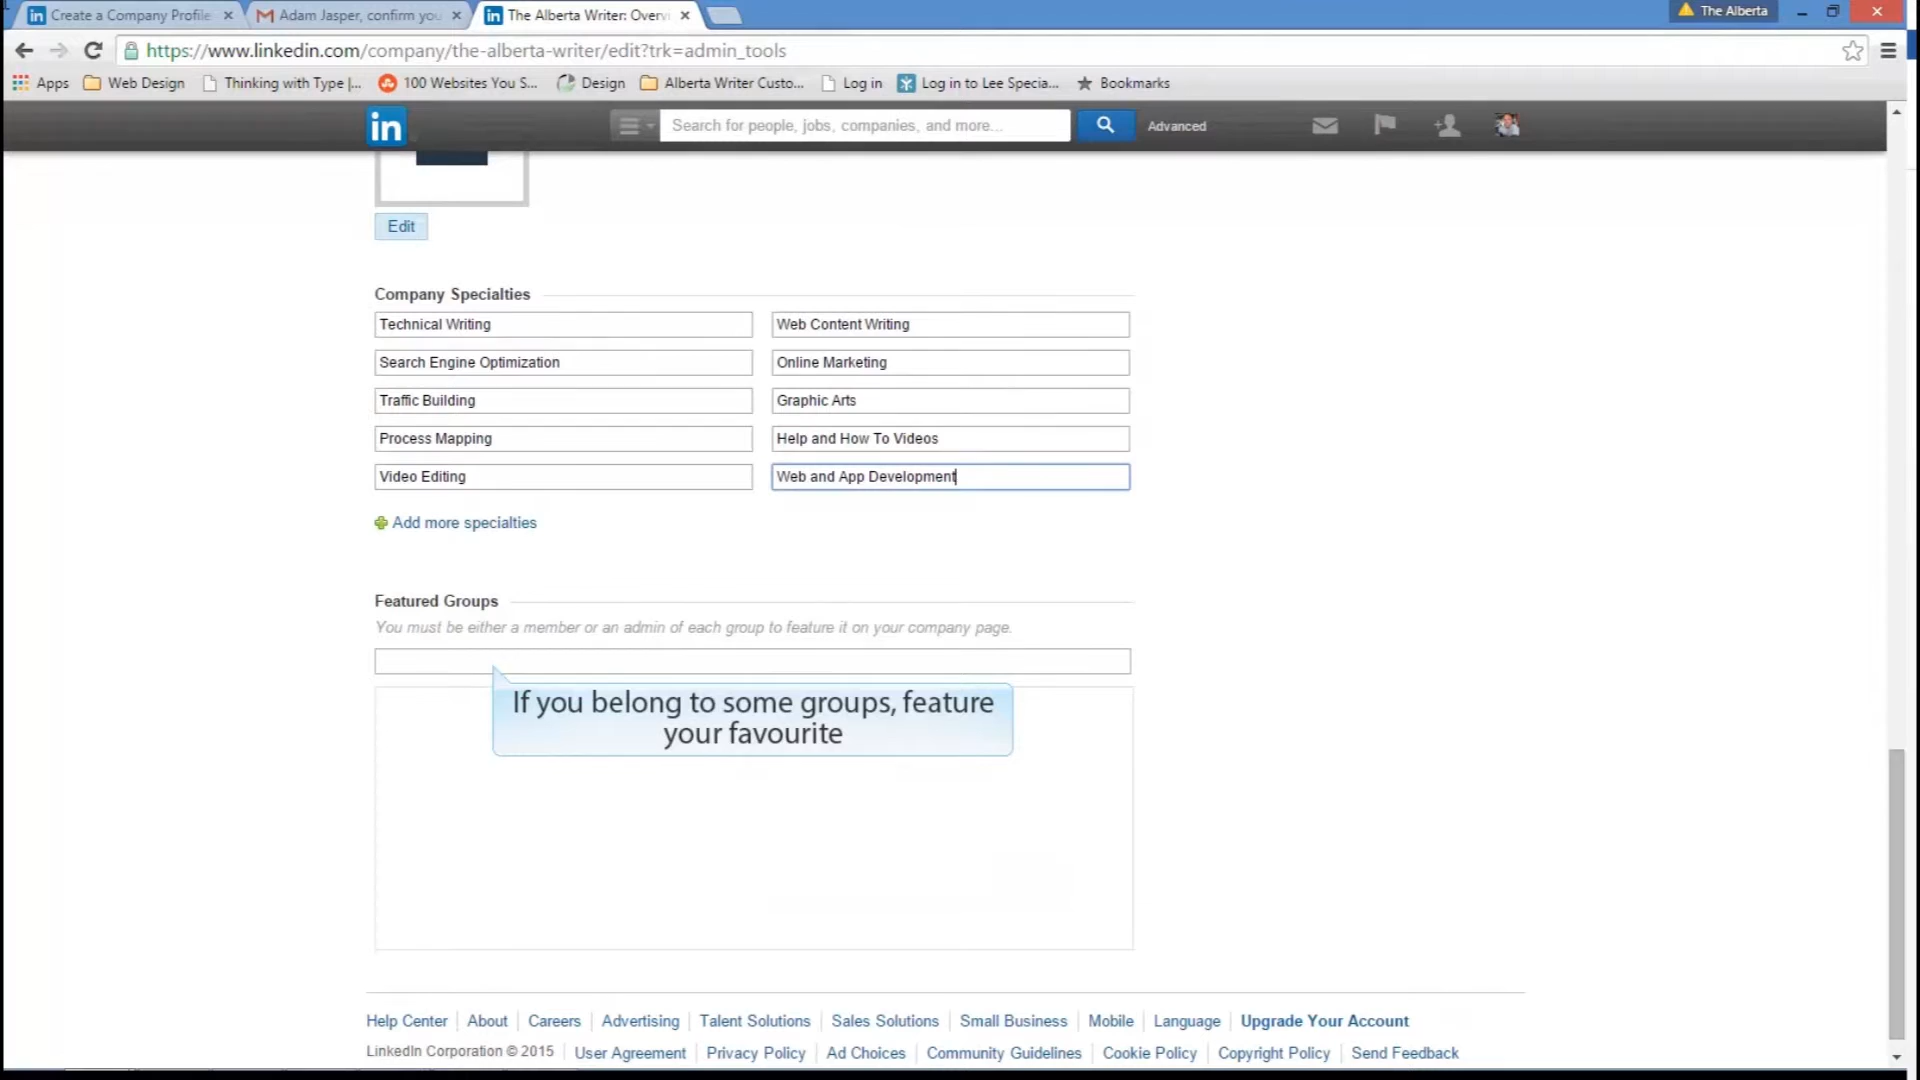 Create a Company Profile
Adam Jasper, confirm you
The Alberta Writer: Overv
The Alberta
https://www.linkedin.com/company/the-alberta-writer/edit?trk=admin_tools
Apps Web Design Thinking with Type |... 100 Websites You S... Design Alberta Writer Custo... Log in Log in to Lee Specia... Bookmarks
in Search for people, jobs, companies, and more... Advanced
Edit
Company Specialties
Technical Writing Web Content Writing
Search Engine Optimization Online Marketing
Traffic Building Graphic Arts
Process Mapping Help and How To Videos
Video Editing Web and App Development
Add more specialties
Featured Groups
You must be either a member or an admin of each group to feature it on your company page.
If you belong to some groups, feature
your favourite
Help Center About Careers Advertising Talent Solutions Sales Solutions Small Business Mobile Language Upgrade Your Account
LinkedIn Corporation © 2015 User Agreement Privacy Policy Ad Choices Community Guidelines Cookie Policy Copyright Policy Send Feedback